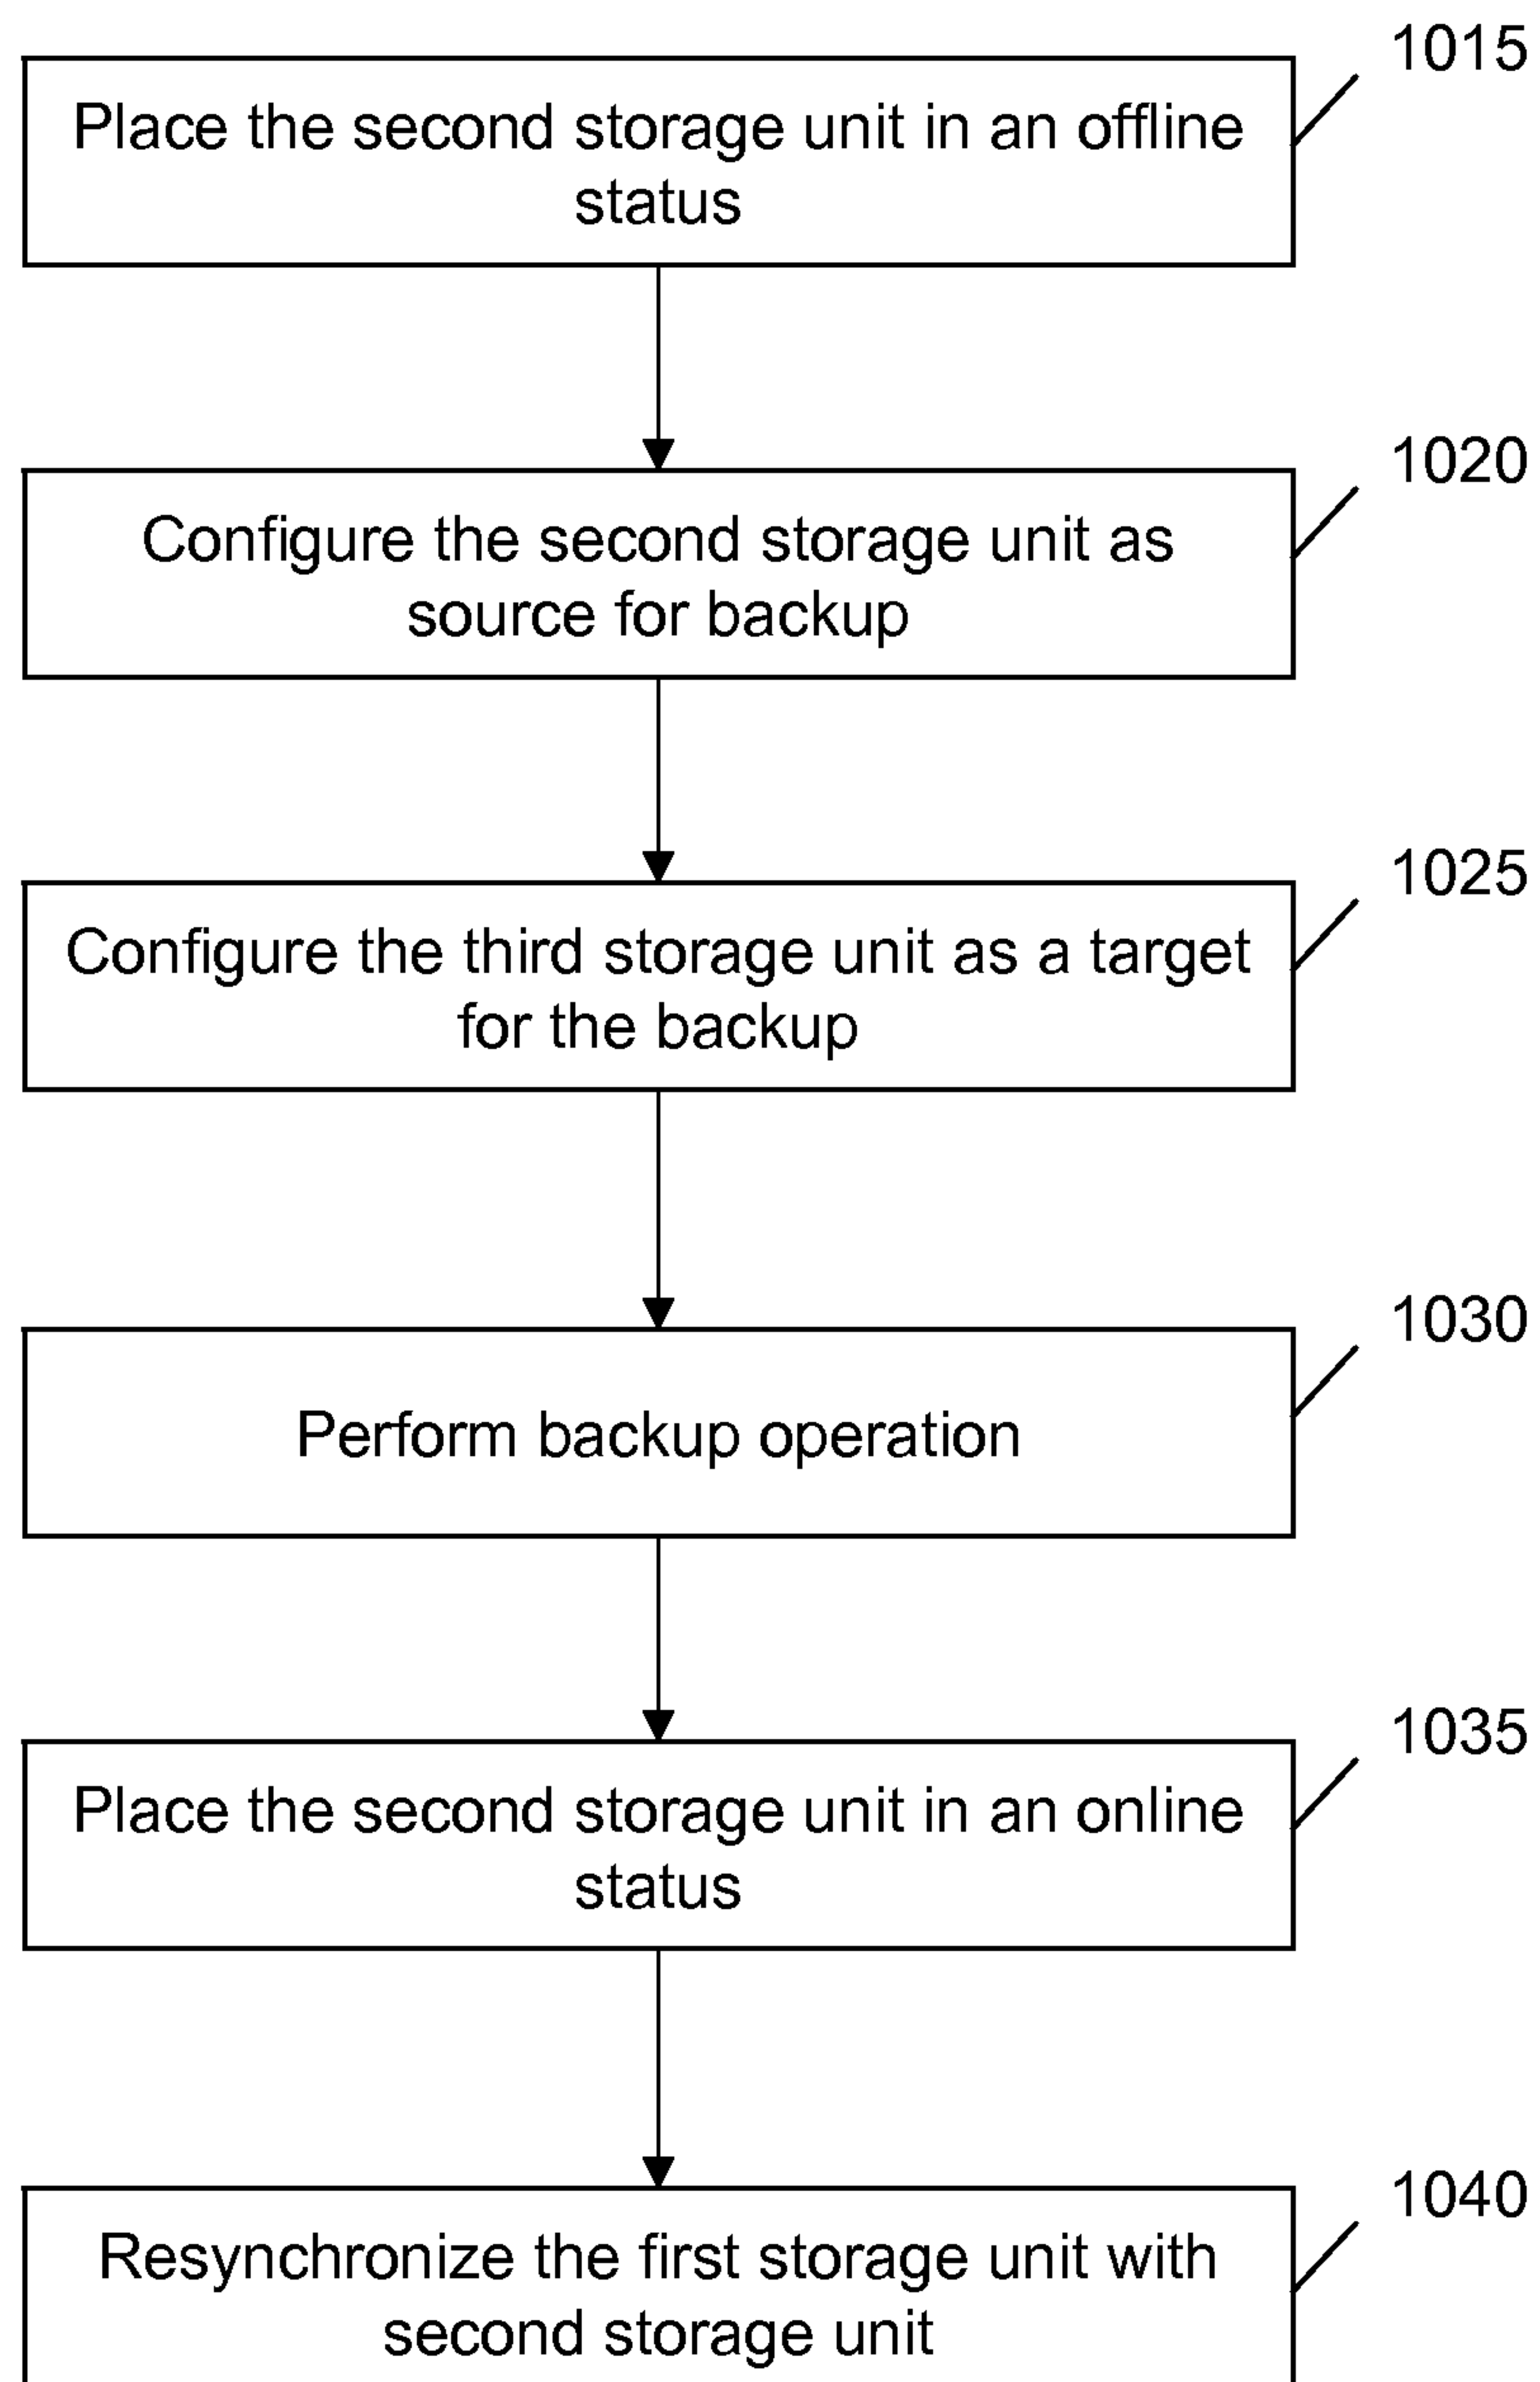 1015
Place the second storage unit in an offline
status
1020
Configure the second storage unit as
source for backup
1025
Configure the third storage unit as a target
for the backup
1030
Perform backup operation
1035
Place the second storage unit in an online
status
1040
Resynchronize the first storage unit with
second storage unit